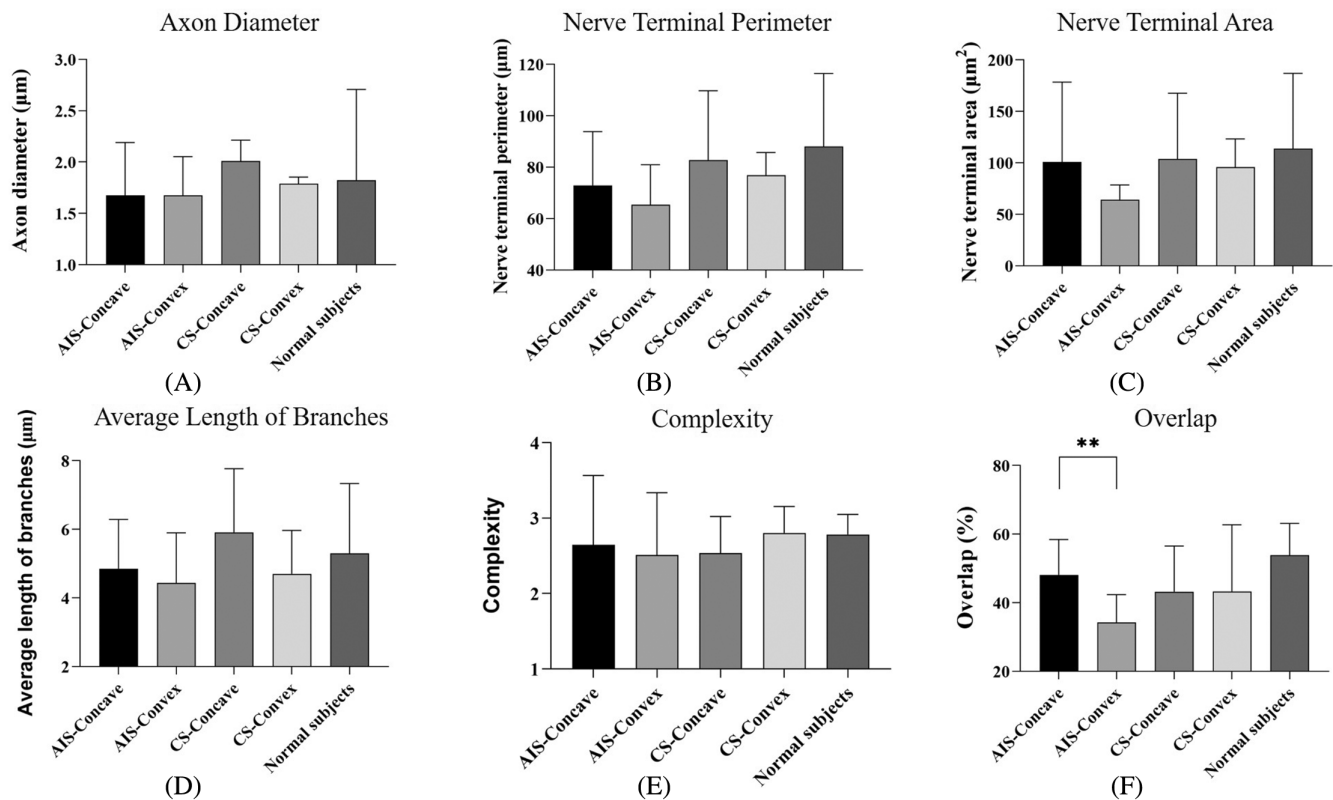 Axon Diameter
Axon diameter (μm)
3.0
2.5
2.0
1.5
1.0
AIS-Concave
AIS-Convex
CS-Concave
CS-Convex
Normal subjects
(A)
Nerve Terminal Perimeter
Nerve terminal perimeter (μm)
120
100
80
60
40
AIS-Concave
AIS-Convex
CS-Concave
CS-Convex
Normal subjects
(B)
Nerve Terminal Area
Nerve terminal area (μm²)
200
150
100
50
0
AIS-Concave
AIS-Convex
CS-Concave
CS-Convex
Normal subjects
(C)
Average Length of Branches
Average length of branches (μm)
8
6
4
2
AIS-Concave
AIS-Convex
CS-Concave
CS-Convex
Normal subjects
(D)
Complexity
Complexity
4
3
2
1
AIS-Concave
AIS-Convex
CS-Concave
CS-Convex
Normal subjects
(E)
Overlap
**
Overlap (%)
80
60
40
20
AIS-Concave
AIS-Convex
CS-Concave
CS-Convex
Normal subjects
(F)